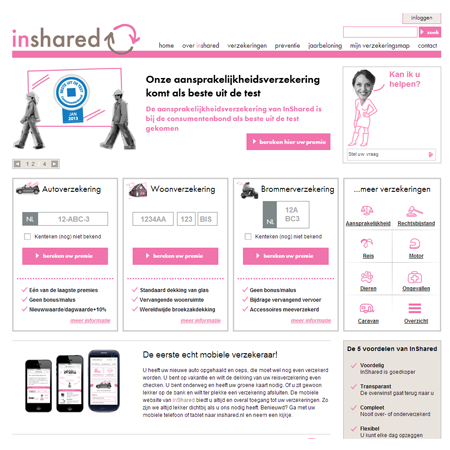 inloggen
inshared
zoek
home over inshared verzekeringen preventie jaarbeloning mijn verzekeringsmap contact
JAN 2013
Onze aansprakelijkheidsverzekering
komt als beste uit de test
De aansprakelijkheidsverzekering van InShared is
bij de consumentenbond als beste uit de test
gekomen
bereken hier uw premie
Kan ik u
helpen?
Stel uw vraag
1 2 4
Autoverzekering
NL 12-ABC-3
Kenteken (nog) niet bekend
bereken uw premie
Eén van de laagste premies
Geen bonus/malus
Nieuwwaarde/dagwaarde+10%
meer informatie
Woonverzekering
1234AA 123 BIS
bereken uw premie
Standaard dekking van glas
Vervangende woonruimte
Wereldwijde broekzakdekking
meer informatie
Brommerverzekering
NL 12A
BC3
Kenteken (nog) niet bekend
bereken uw premie
Geen bonus/malus
Bijdrage vervangend vervoer
Accessoires meeverzekerd
meer informatie
...meer verzekeringen
Aansprakelijkheid Rechtsbijstand
Reis Motor
Dieren Ongevallen
Caravan Overzicht
De eerste echt mobiele verzekeraar!
U heeft uw nieuwe auto opgehaald en oeps, die moet wel nog even verzekerd
worden. U bent op vakantie en wilt de dekking van uw reisverzekering even
checken. U bent onderweg en heeft uw groene kaart nodig. Of u zit gewoon
lekker op de bank en wilt ter plekke een verzekering afsluiten. De mobiele
website van InShared biedt u altijd en overal toegang tot uw verzekeringen. Zo
zijn we altijd lekker dichtbij als u ons nodig heeft. Benieuwd? Ga met uw
mobiele telefoon of tablet naar inshared.nl en neem een kijkje.
De 5 voordelen van InShared
Voordelig
InShared is goedkoper
Transparant
De overwinst gaat terug naar u
Compleet
Nooit over- of onderverzekerd
Flexibel
U kunt elke dag opzeggen